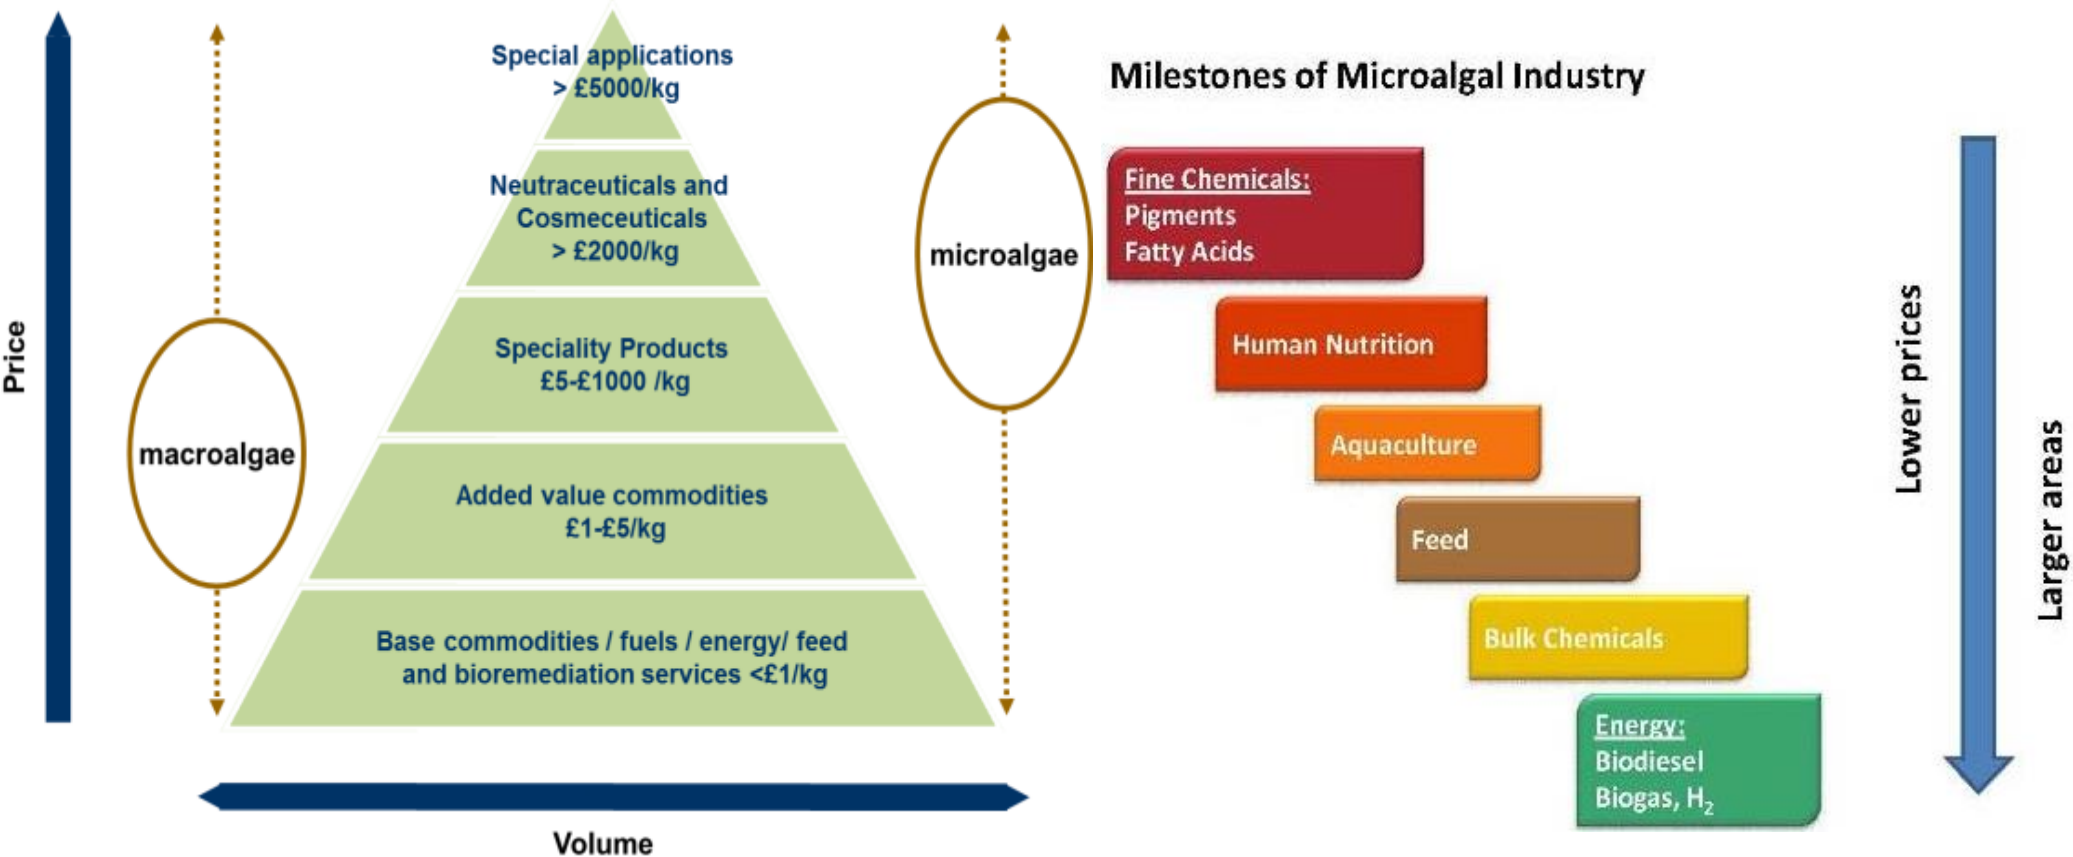 Price
macroalgae
Special applications
> £5000/kg
Neutraceuticals and
Cosmeceuticals
> £2000/kg
Speciality Products
£5-£1000 /kg
Added value commodities
£1-£5/kg
Base commodities / fuels / energy/ feed
and bioremediation services <£1/kg
microalgae
Volume
Milestones of Microalgal Industry
Fine Chemicals:
Pigments
Fatty Acids
Human Nutrition
Aquaculture
Feed
Bulk Chemicals
Energy:
Biodiesel
Biogas, H₂
Lower prices
Larger areas